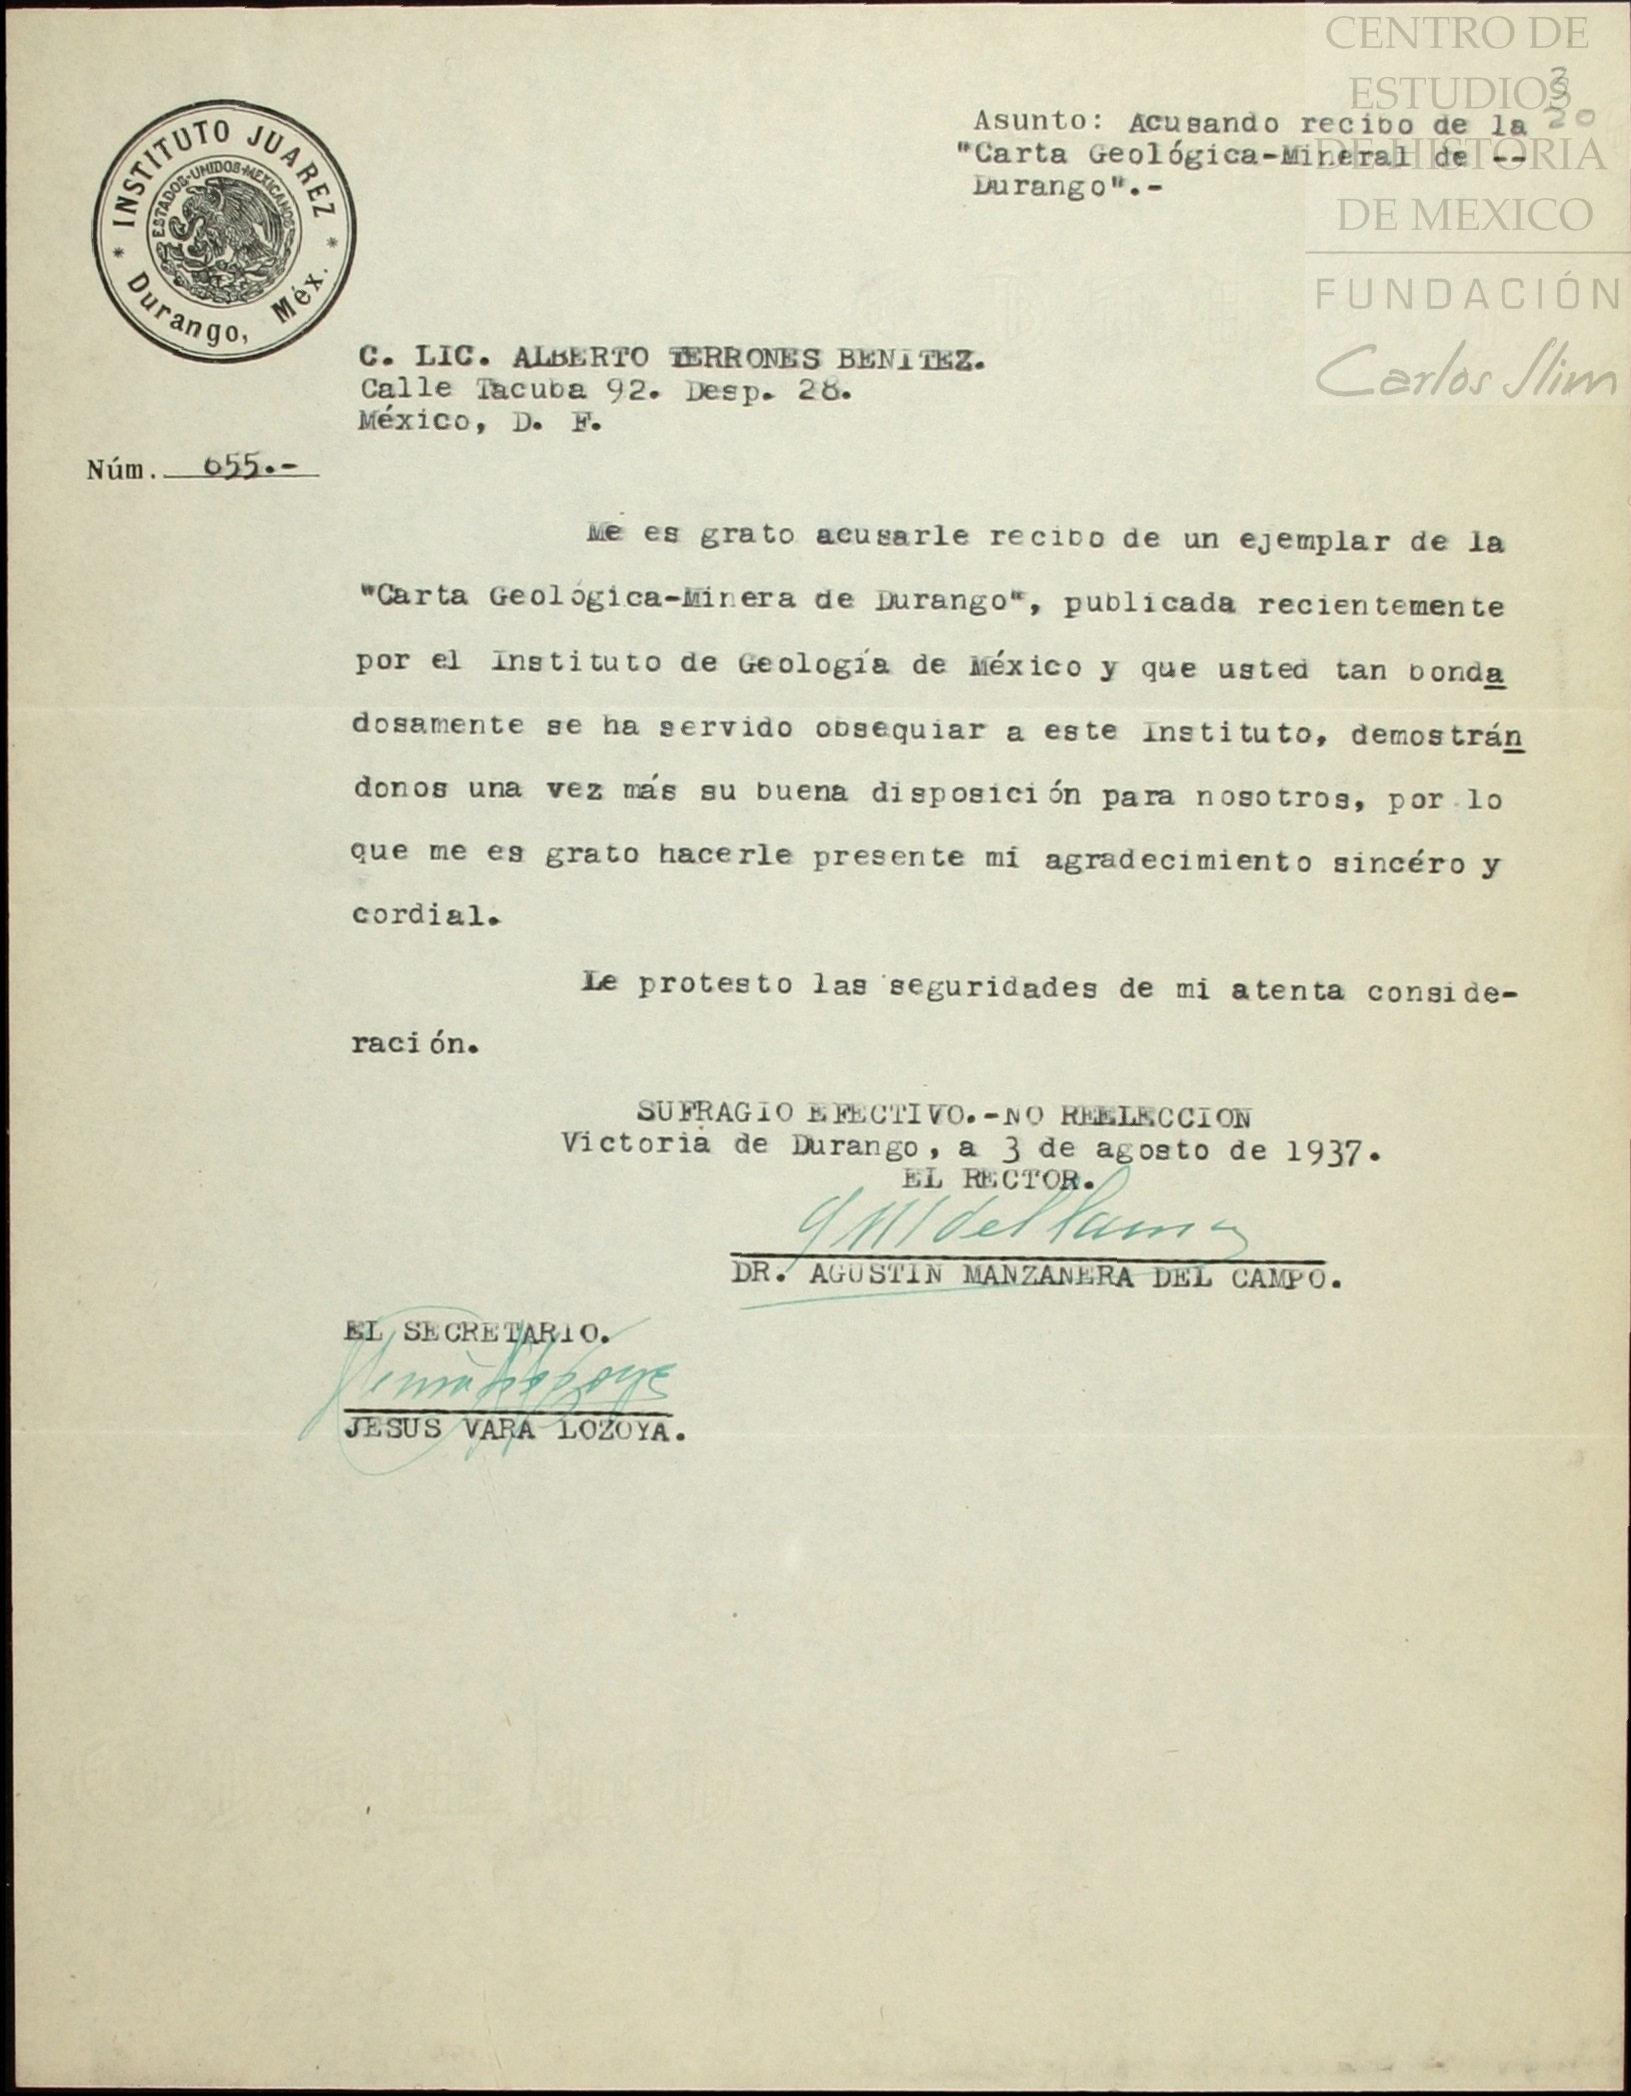 CENTRO DE
ESTUDIOS
DE HISTORIA
DE MEXICO
FUNDACIÓN
Carlos Slim
3
20
INSTITUTO JUAREZ
ESTADOS-UNIDOS-MEXICANOS
* Durango, Méx. *
Asunto: Acusando recibo de la
"Carta Geológica-Mineral de --
Durango".-
C. LIC. ALBERTO TERRONES BENITEZ.
Calle Tacuba 92. Desp. 28.
México, D. F.
Núm. 655.-
Me es grato acusarle recibo de un ejemplar de la
"Carta Geológica-Minera de Durango", publicada recientemente
por el Instituto de Geología de México y que usted tan bonda
dosamente se ha servido obsequiar a este Instituto, demostrán
donos una vez más su buena disposición para nosotros, por lo
que me es grato hacerle presente mi agradecimiento sincéro y
cordial.
Le protesto las seguridades de mi atenta conside-
ración.
SUFRAGIO EFECTIVO.-NO REELECCION
Victoria de Durango, a 3 de agosto de 1937.
EL RECTOR.
DR. AGUSTIN MANZANERA DEL CAMPO.
EL SECRETARIO.
JESUS VARA LOZOYA.